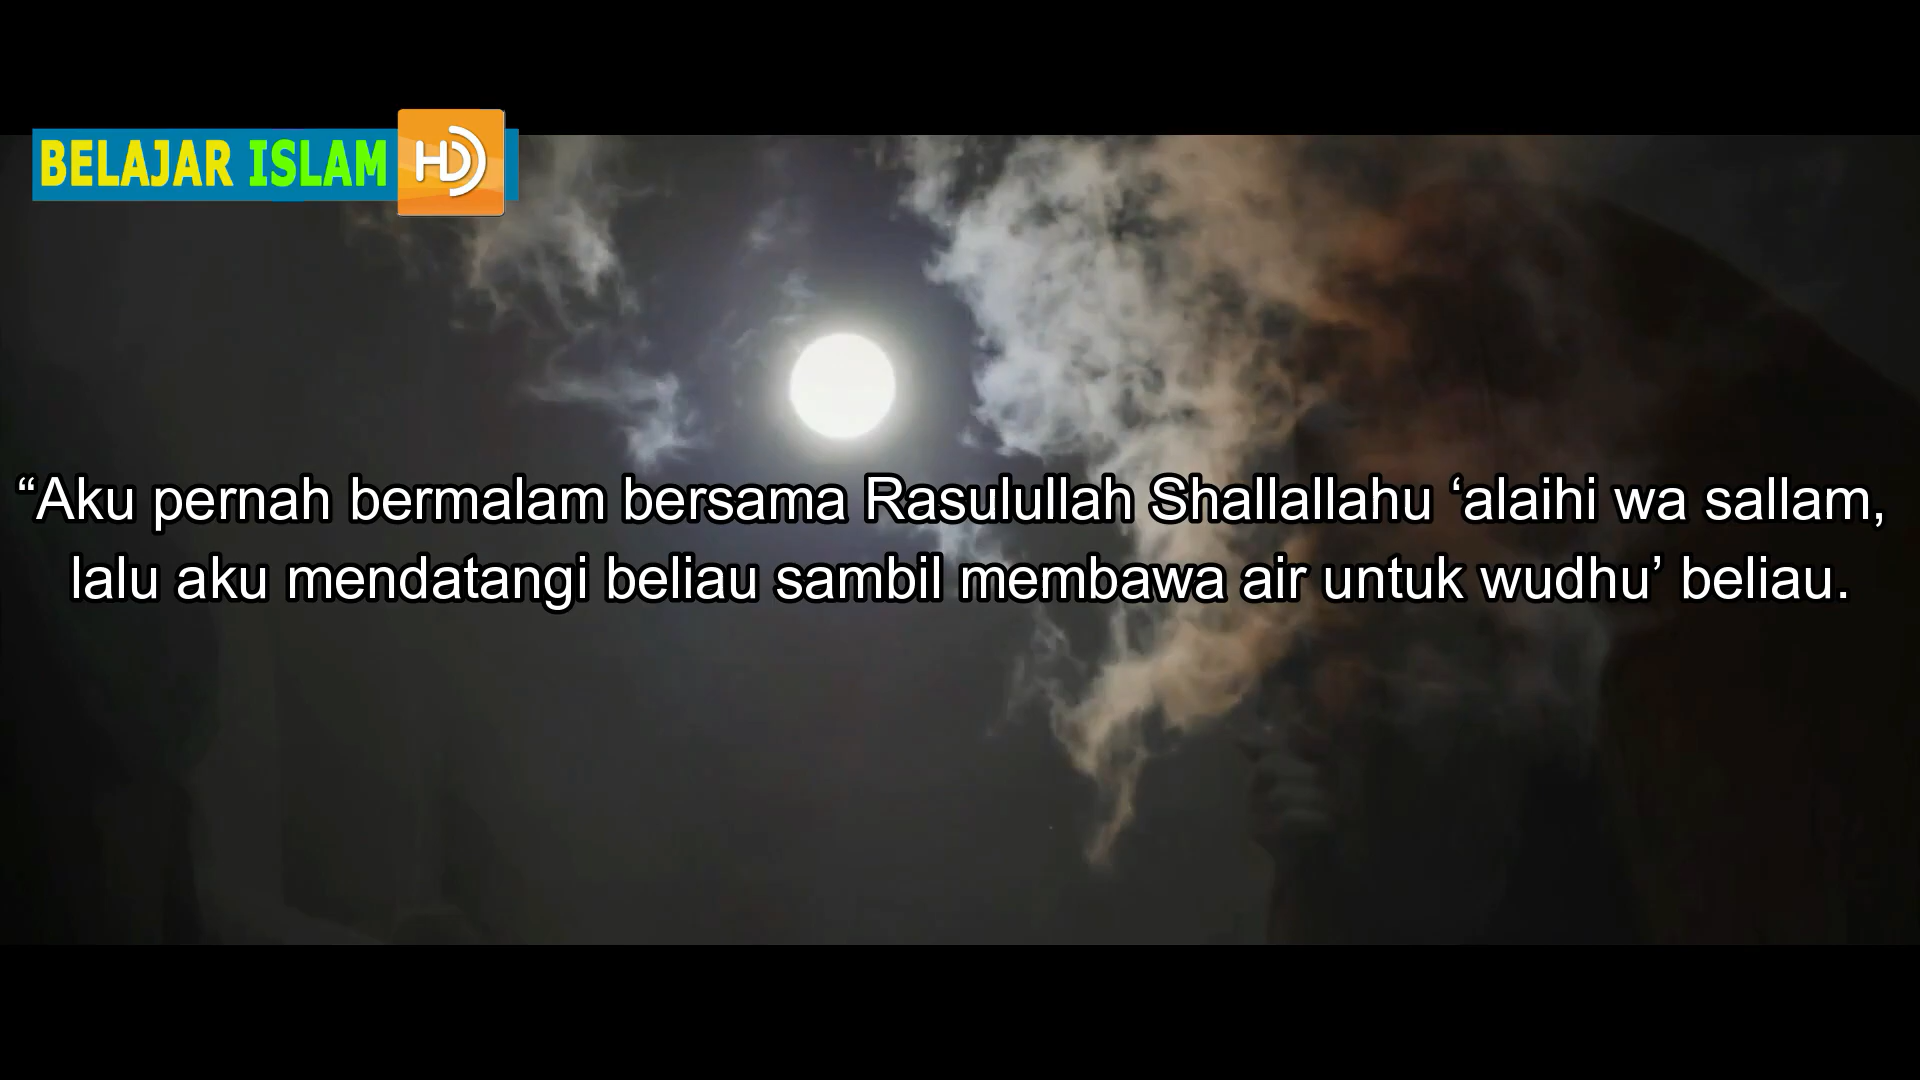 BELAJAR ISLAM HD
“Aku pernah bermalam bersama Rasulullah Shallallahu ‘alaihi wa sallam,
lalu aku mendatangi beliau sambil membawa air untuk wudhu’ beliau.